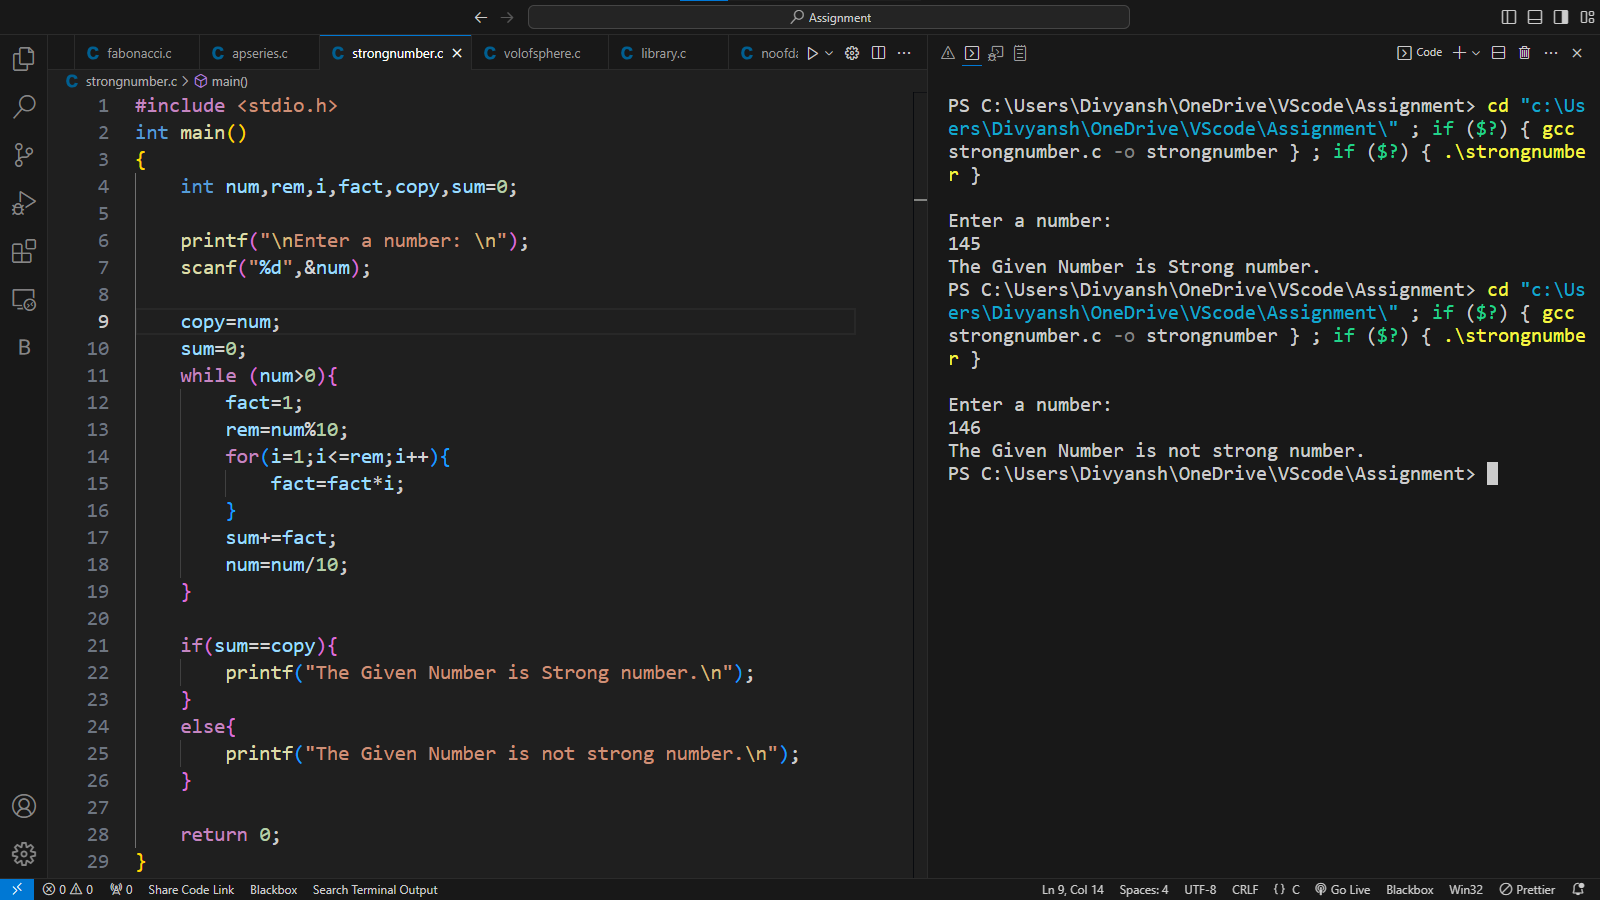 Assignment
fabonacci.c
apseries.c
strongnumber.c
volofsphere.c
library.c
noofda
Code
strongnumber.c > main()
1 #include <stdio.h>
2 int main()
3 {
4 int num,rem,i,fact,copy,sum=0;
5
6 printf("\nEnter a number: \n");
7 scanf("%d",&num);
8
9 copy=num;
10 sum=0;
11 while (num>0){
12 fact=1;
13 rem=num%10;
14 for(i=1;i<=rem;i++){
15 fact=fact*i;
16 }
17 sum+=fact;
18 num=num/10;
19 }
20
21 if(sum==copy){
22 printf("The Given Number is Strong number.\n");
23 }
24 else{
25 printf("The Given Number is not strong number.\n");
26 }
27
28 return 0;
29 }
PS C:\Users\Divyansh\OneDrive\VScode\Assignment> cd "c:\Us
ers\Divyansh\OneDrive\VScode\Assignment\" ; if ($?) { gcc
strongnumber.c -o strongnumber } ; if ($?) { .\strongnumbe
r }

Enter a number:
145
The Given Number is Strong number.
PS C:\Users\Divyansh\OneDrive\VScode\Assignment> cd "c:\Us
ers\Divyansh\OneDrive\VScode\Assignment\" ; if ($?) { gcc
strongnumber.c -o strongnumber } ; if ($?) { .\strongnumbe
r }

Enter a number:
146
The Given Number is not strong number.
PS C:\Users\Divyansh\OneDrive\VScode\Assignment>
B
0 0 0 Share Code Link Blackbox Search Terminal Output
Ln 9, Col 14 Spaces: 4 UTF-8 CRLF { } C Go Live Blackbox Win32 Prettier